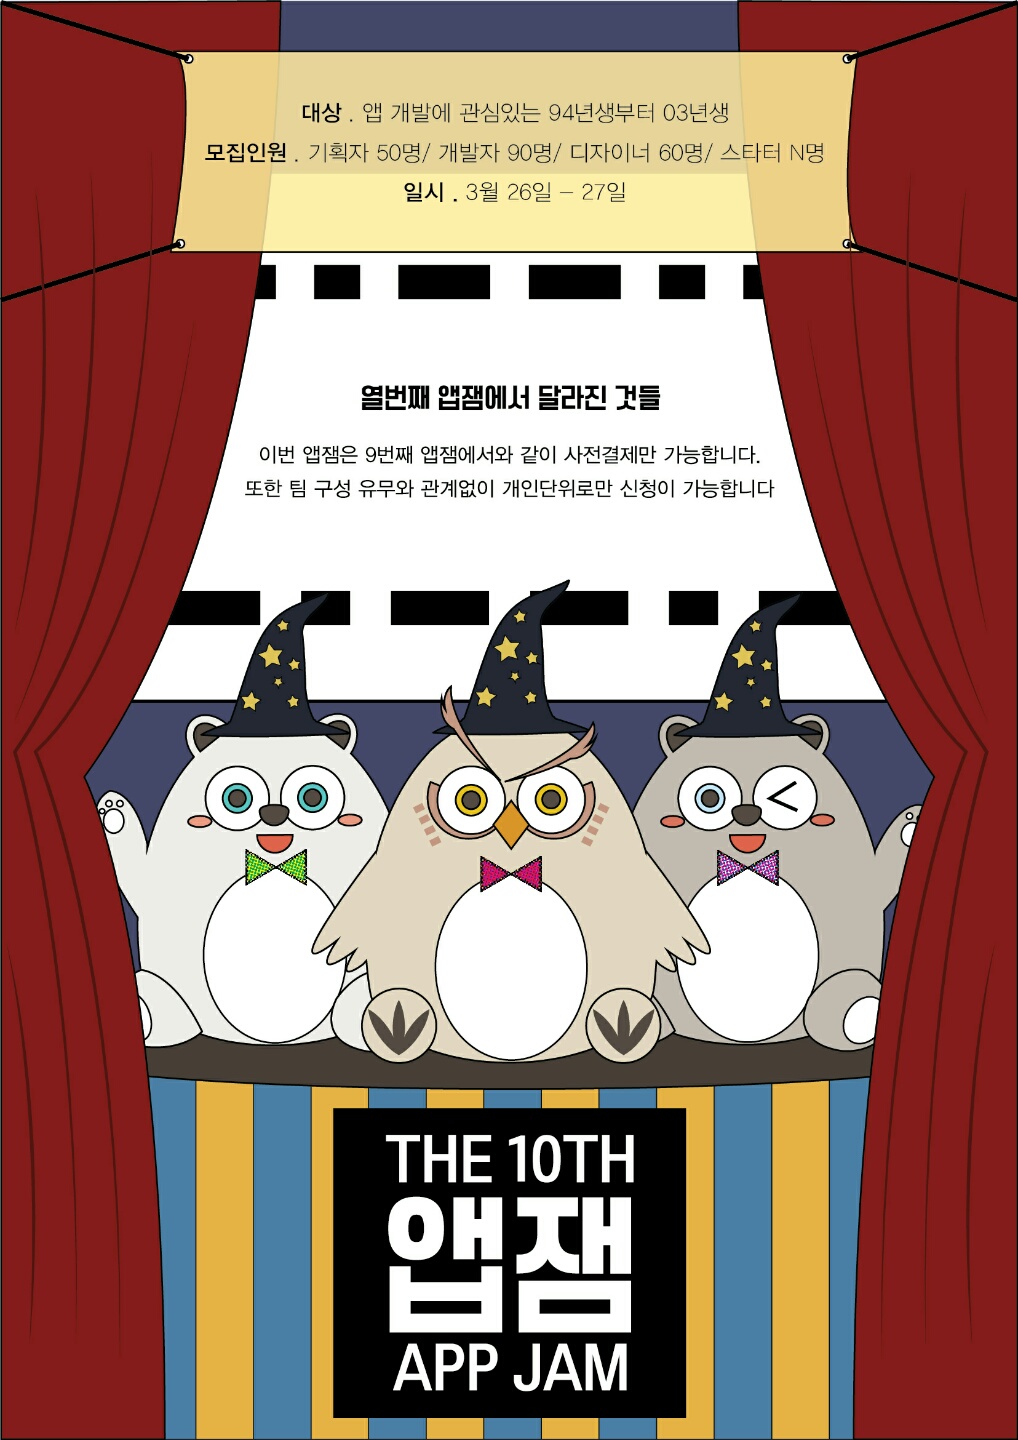 대상 . 앱 개발에 관심있는 94년생부터 03년생
모집인원 . 기획자 50명/ 개발자 90명/ 디자이너 60명/ 스타터 N명
일시 . 3월 26일 – 27일
열번째 앱잼에서 달라진 것들
이번 앱잼은 9번째 앱잼에서와 같이 사전결제만 가능합니다.
또한 팀 구성 유무와 관계없이 개인단위로만 신청이 가능합니다
THE 10TH
앱잼
APP JAM